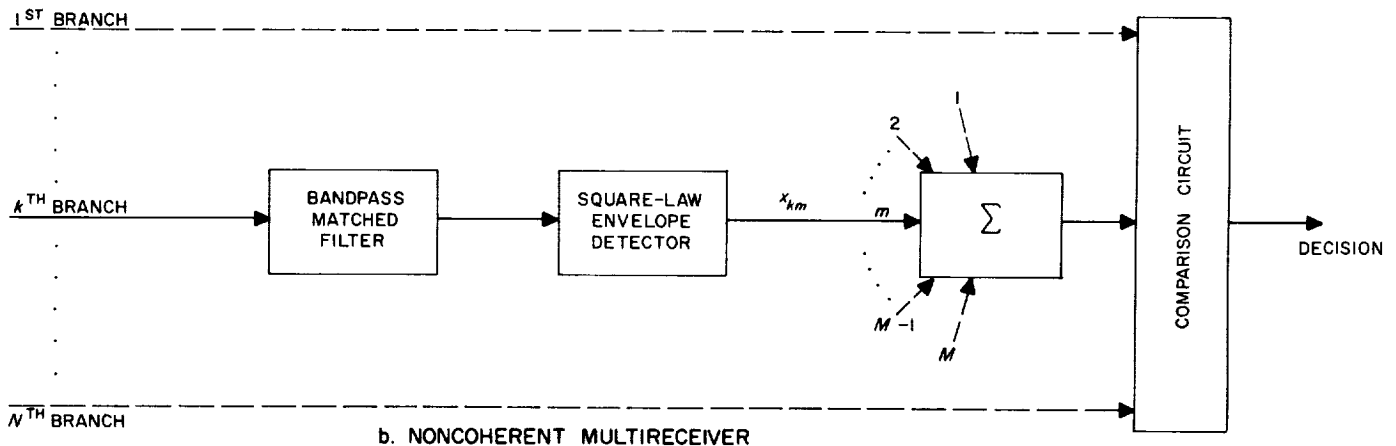 1ST BRANCH
1
2
kTH BRANCH
BANDPASS
MATCHED
FILTER
SQUARE-LAW
ENVELOPE
DETECTOR
xkm
m
Σ
COMPARISON CIRCUIT
DECISION
M-1
M
NTH BRANCH
b. NONCOHERENT MULTIRECEIVER